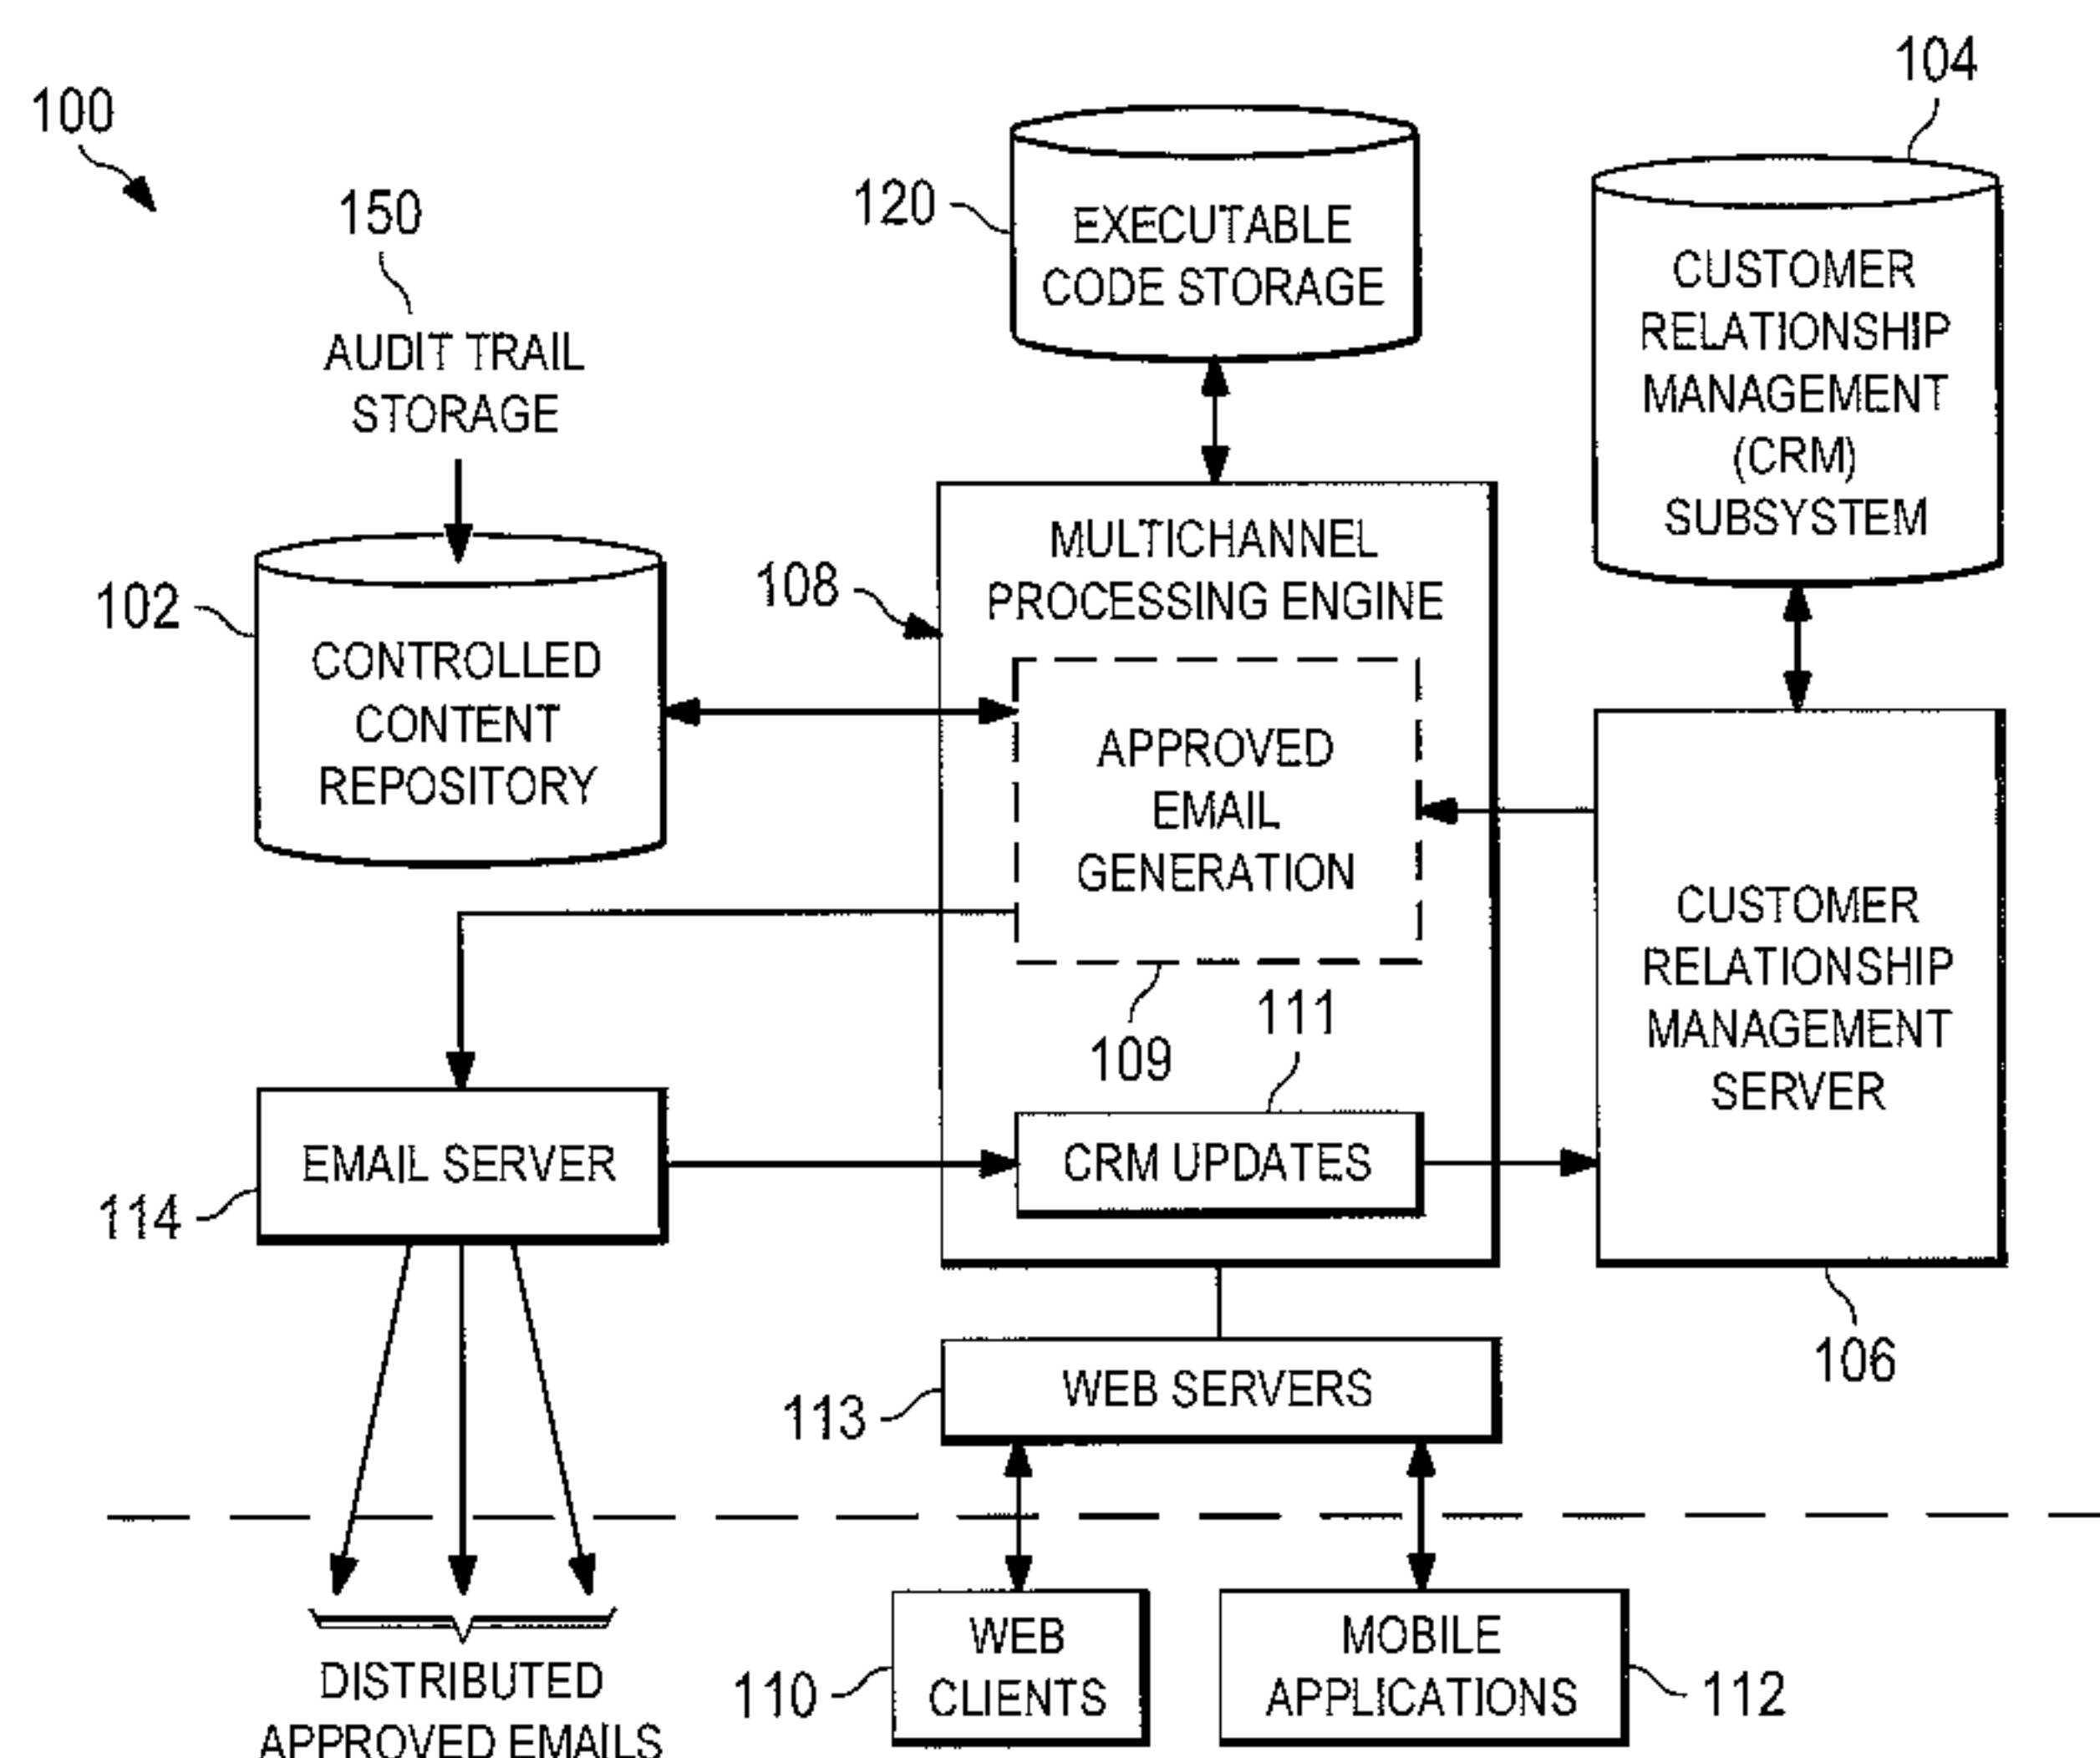 100
150
AUDIT TRAIL
STORAGE
120
EXECUTABLE
CODE STORAGE
104
CUSTOMER
RELATIONSHIP
MANAGEMENT
(CRM)
SUBSYSTEM
102
CONTROLLED
CONTENT
REPOSITORY
108
MULTICHANNEL
PROCESSING ENGINE
APPROVED
EMAIL
GENERATION
109
111
CRM UPDATES
CUSTOMER
RELATIONSHIP
MANAGEMENT
SERVER
106
EMAIL SERVER
114
WEB SERVERS
113
DISTRIBUTED
APPROVED EMAILS
WEB
CLIENTS
110
MOBILE
APPLICATIONS
112